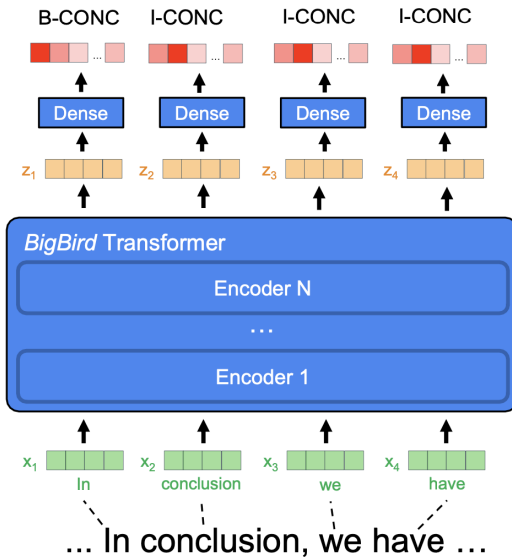 B-CONC I-CONC I-CONC I-CONC
... ... ... ...
Dense Dense Dense Dense
z1 z2 z3 z4
BigBird Transformer
Encoder N
...
Encoder 1
x1 x2 x3 x4
In conclusion we have
... In conclusion, we have ...